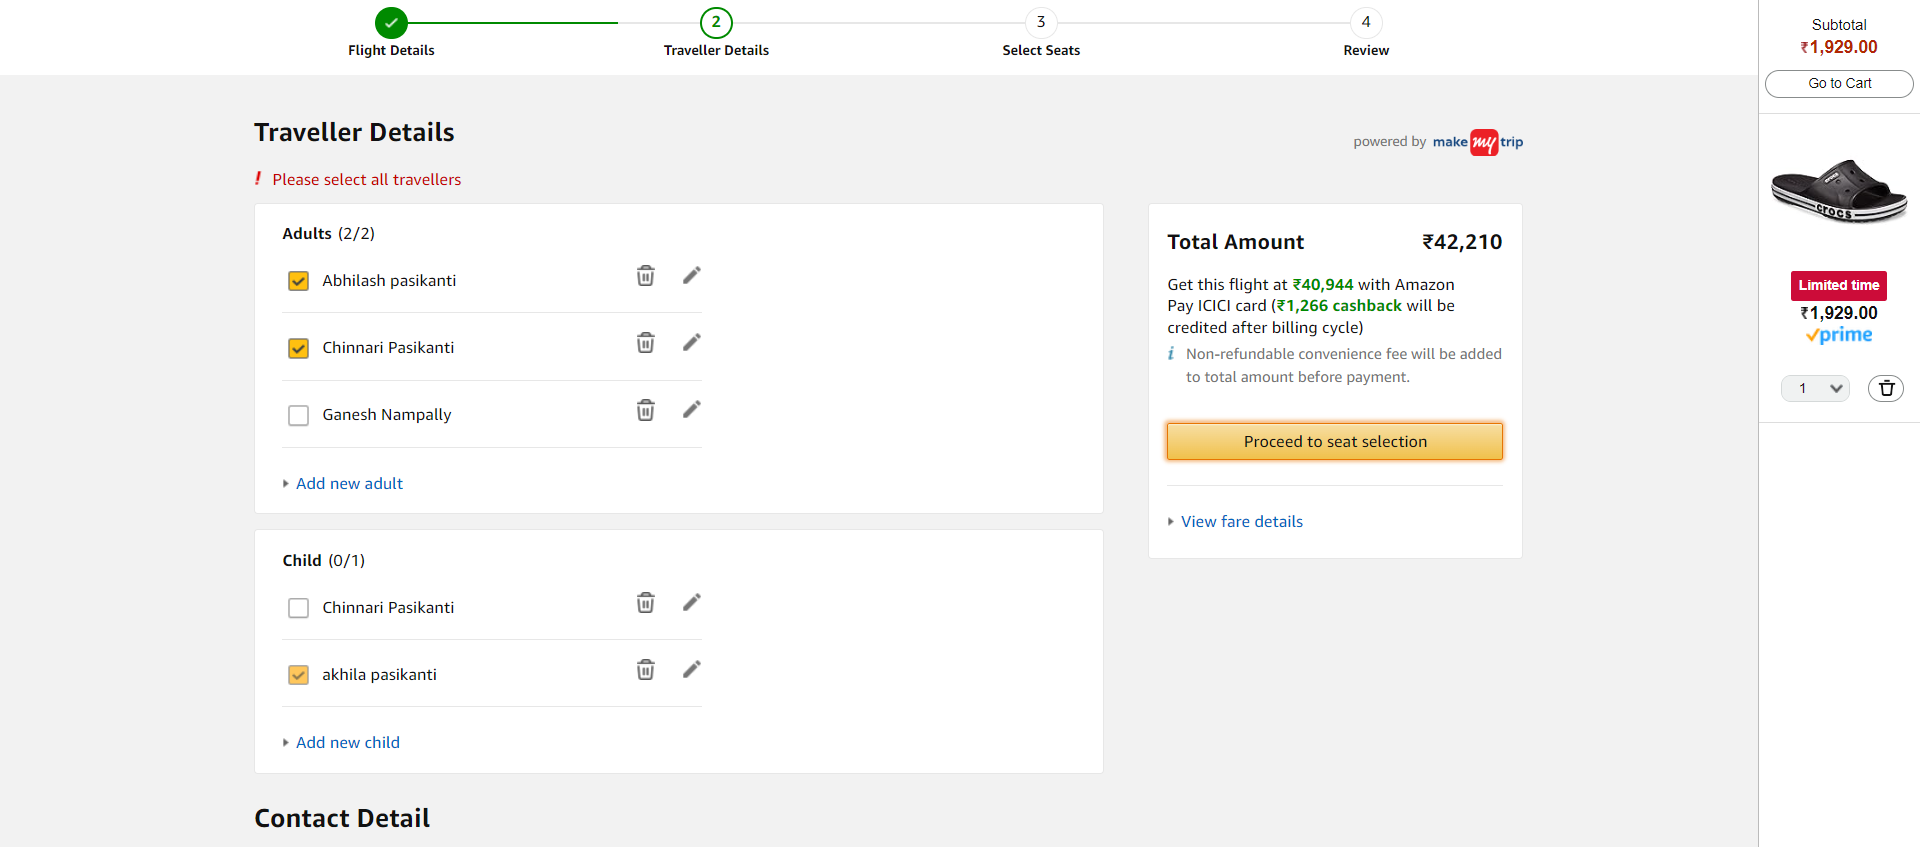 2 3 4
Flight Details Traveller Details Select Seats Review
Subtotal
₹1,929.00
Go to Cart
Traveller Details
powered by make my trip
! Please select all travellers
Adults (2/2)
Abhilash pasikanti
Chinnari Pasikanti
Ganesh Nampally
Add new adult
Child (0/1)
Chinnari Pasikanti
akhila pasikanti
Add new child
Contact Detail
Total Amount ₹42,210
Get this flight at ₹40,944 with Amazon
Pay ICICI card (₹1,266 cashback will be
credited after billing cycle)
i Non-refundable convenience fee will be added
to total amount before payment.
Proceed to seat selection
View fare details
crocs
Limited time
₹1,929.00
prime
1